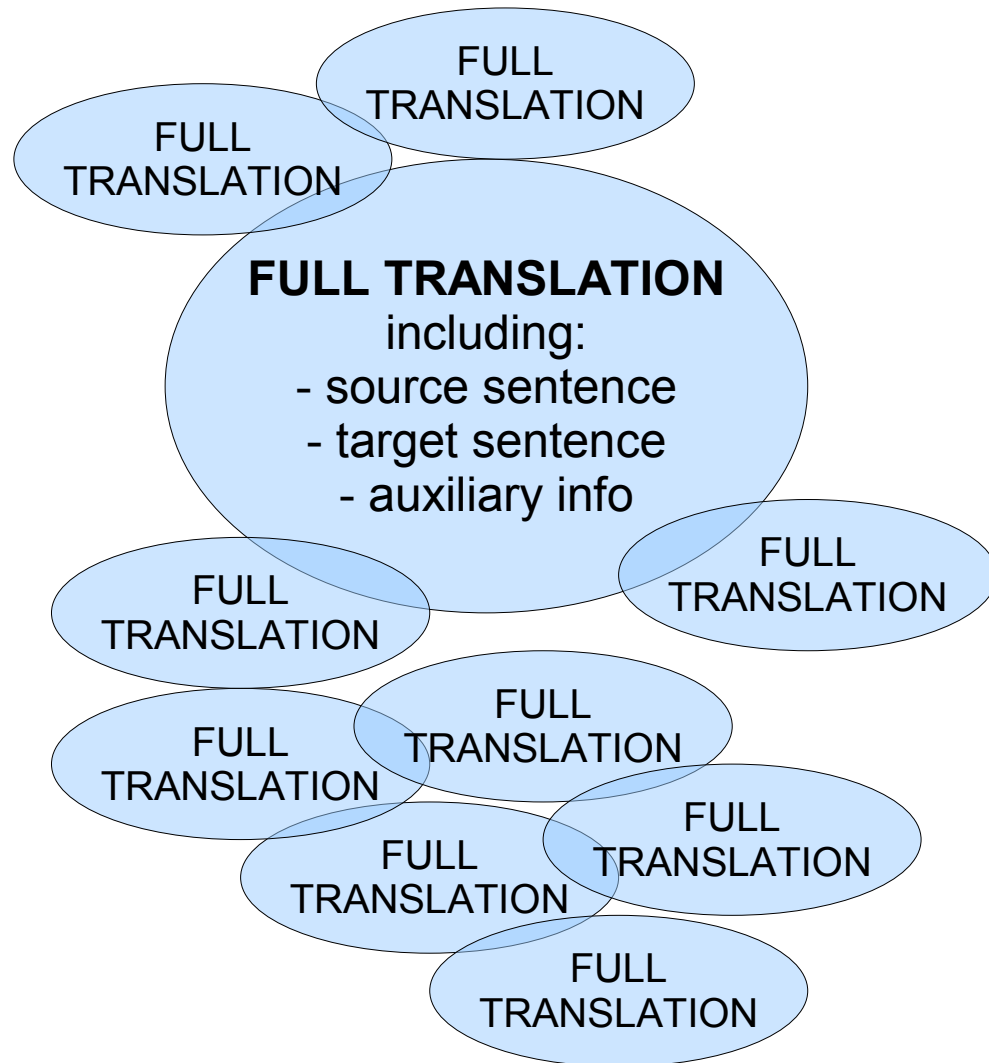 FULL
TRANSLATION
FULL
TRANSLATION
FULL TRANSLATION
including:
- source sentence
- target sentence
- auxiliary info
FULL
TRANSLATION
FULL
TRANSLATION
FULL
TRANSLATION
FULL
TRANSLATION
FULL
TRANSLATION
FULL
TRANSLATION
FULL
TRANSLATION